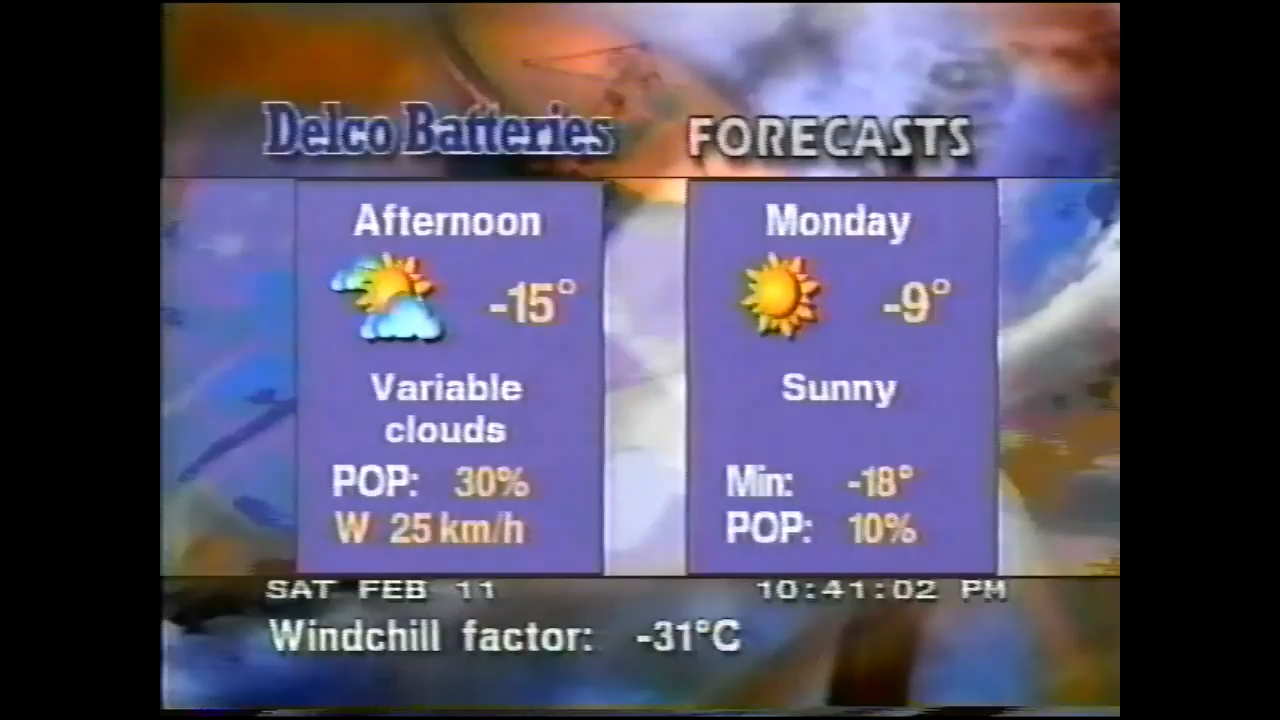 Delco Batteries FORECASTS
Afternoon
-15°
Variable
clouds
POP: 30%
W 25 km/h
Monday
-9°
Sunny
Min: -18°
POP: 10%
SAT FEB 11 10:41:02 PM
Windchill factor: -31°C